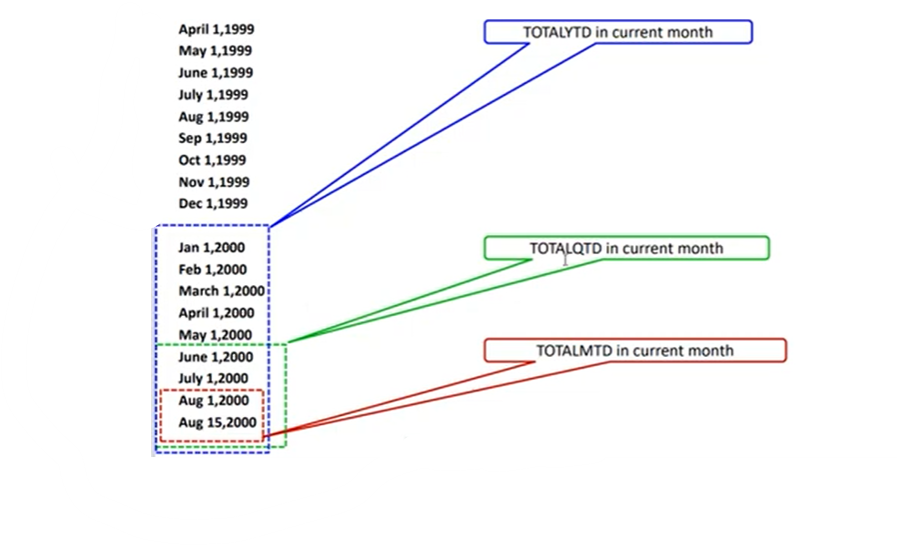 April 1,1999
May 1,1999
June 1,1999
July 1,1999
Aug 1,1999
Sep 1,1999
Oct 1,1999
Nov 1,1999
Dec 1,1999
Jan 1,2000
Feb 1,2000
March 1,2000
April 1,2000
May 1,2000
June 1,2000
July 1,2000
Aug 1,2000
Aug 15,2000
TOTALYTD in current month
TOTALQTD in current month
TOTALMTD in current month